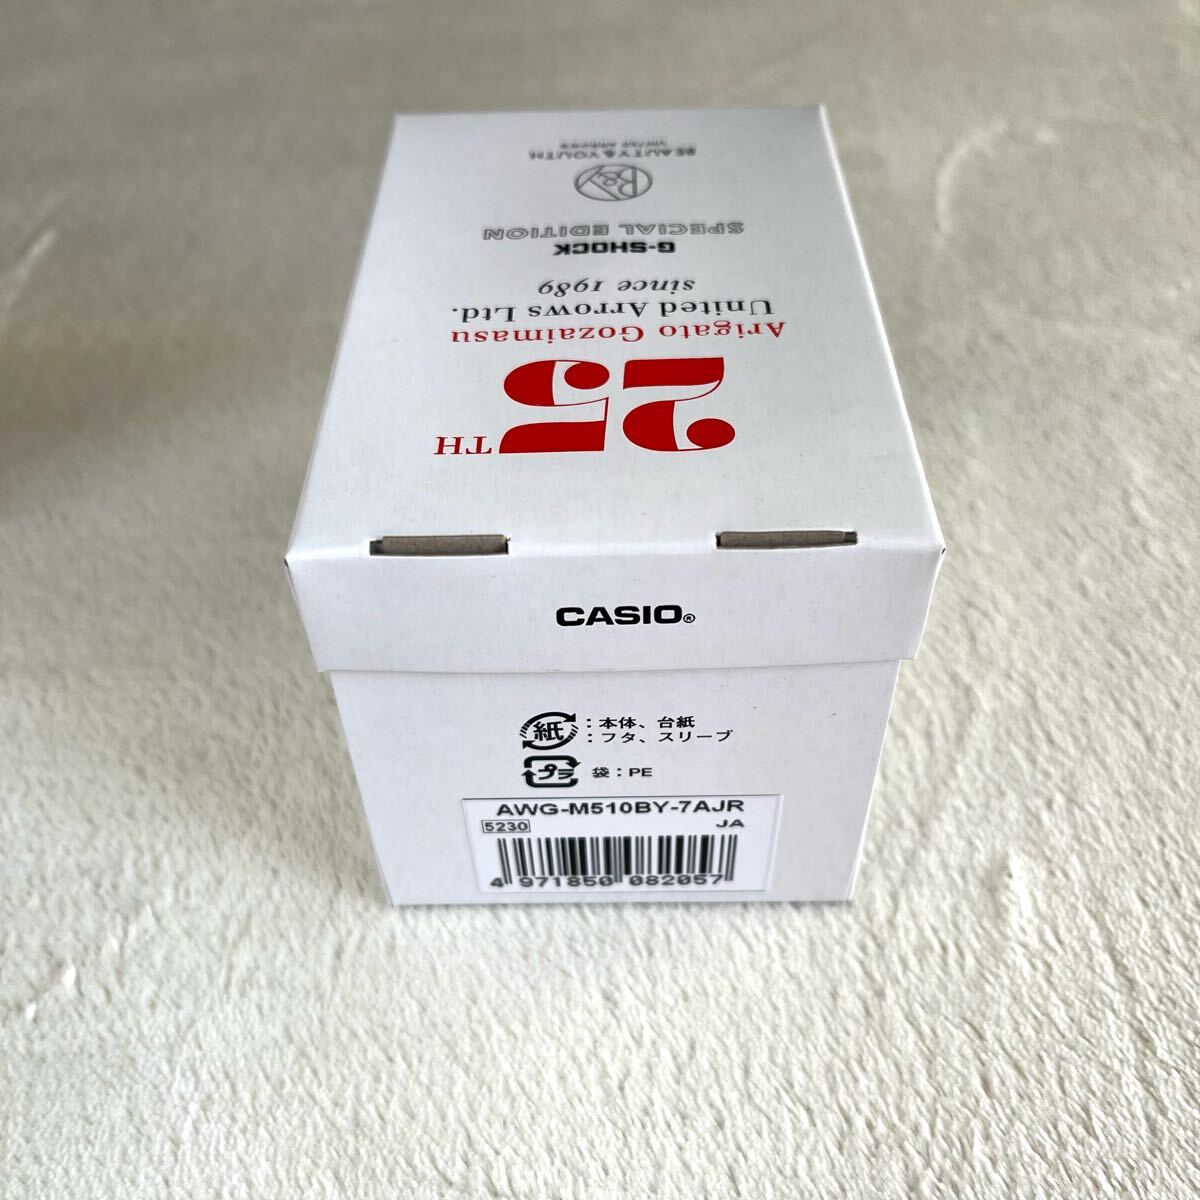 25TH
Arigato Gozaimasu
United Arrows Ltd.
since 1989
G-SHOCK
SPECIAL EDITION
B&Y
BEAUTY&YOUTH
UNITED ARROWS
CASIO®
紙：本体、台紙
：フタ、スリーブ
プラ 袋：PE
AWG-M510BY-7AJR
5230 JA
4 971850 082057